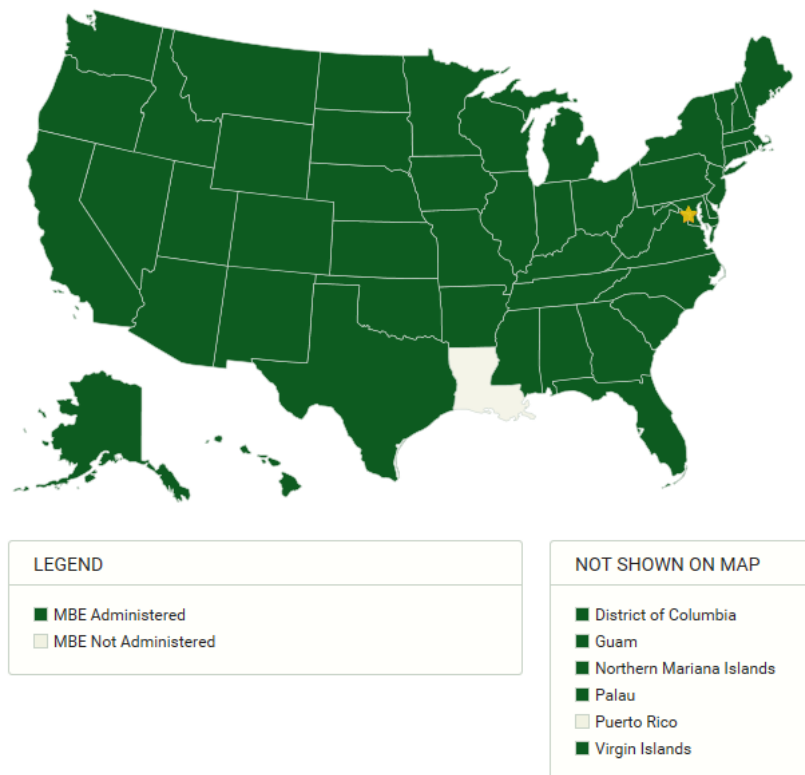 LEGEND
MBE Administered
MBE Not Administered
NOT SHOWN ON MAP
District of Columbia
Guam
Northern Mariana Islands
Palau
Puerto Rico
Virgin Islands